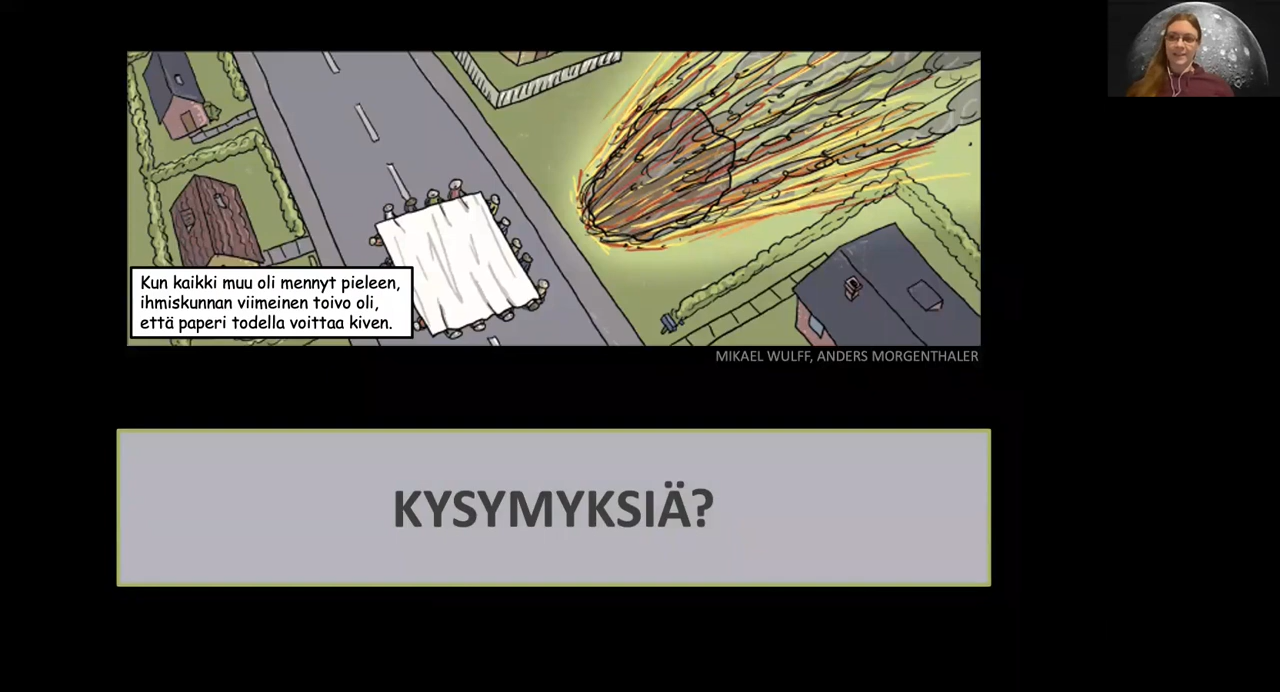 Kun kaikki muu oli mennyt pieleen,
ihmiskunnan viimeinen toivo oli,
että paperi todella voittaa kiven.
MIKAEL WULFF, ANDERS MORGENTHALER
KYSYMYKSIÄ?